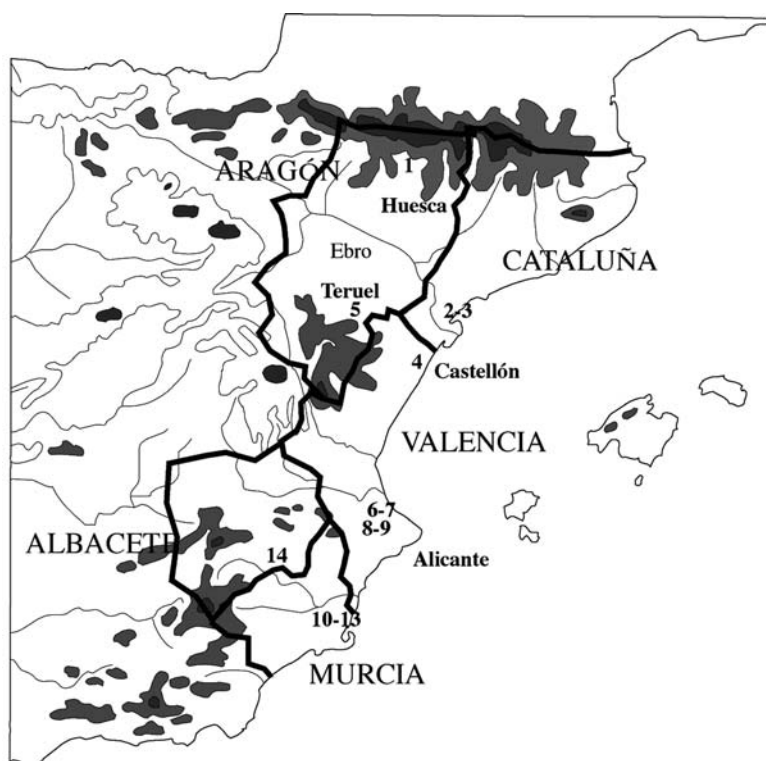 ARAGÓN
1
Huesca
Ebro
CATALUÑA
Teruel
5
2-3
4
Castellón
VALENCIA
6-7
8-9
ALBACETE
14
Alicante
10-13
MURCIA